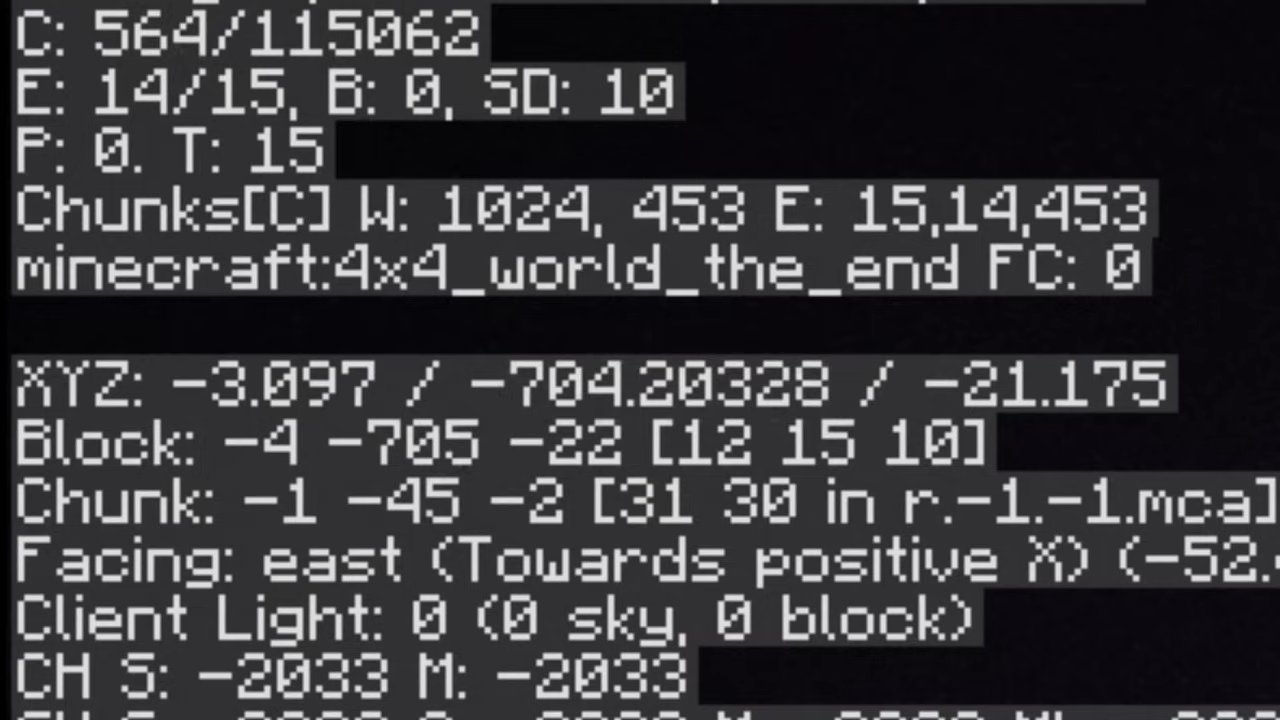 C: 564/115062
E: 14/15, B: 0, SD: 10
P: 0. T: 15
Chunks[C] W: 1024, 453 E: 15,14,453
minecraft:4x4_world_the_end FC: 0
XYZ: -3.097 / -704.20328 / -21.175
Block: -4 -705 -22 [12 15 10]
Chunk: -1 -45 -2 [31 30 in r.-1.-1.mca]
Facing: east (Towards positive X) (-52.
Client Light: 0 (0 sky, 0 block)
CH S: -2033 M: -2033